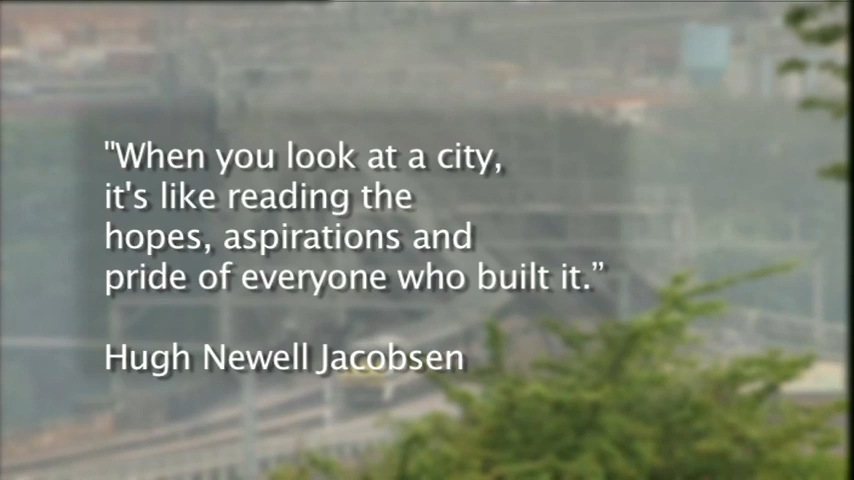 "When you look at a city,
it's like reading the
hopes, aspirations and
pride of everyone who built it.”
Hugh Newell Jacobsen